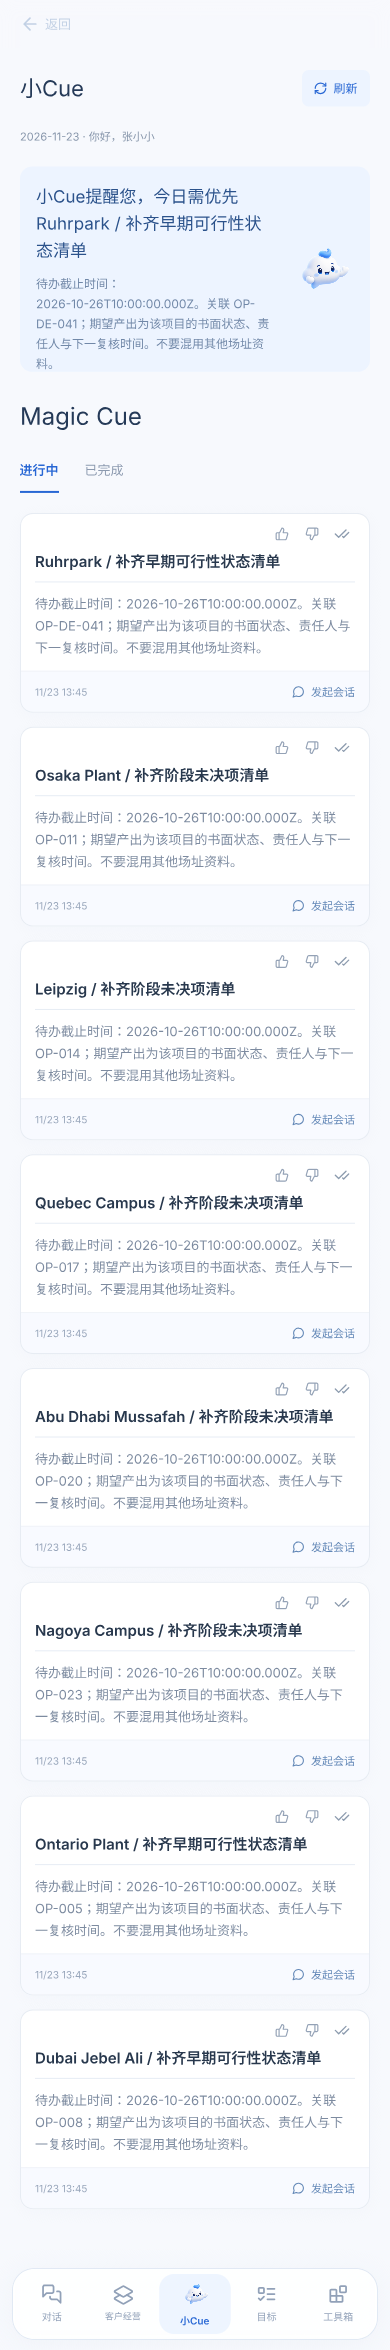 返回
小Cue
刷新
2026-11-23 · 你好，张小小
小Cue提醒您，今日需优先
Ruhrpark / 补齐早期可行性状
态清单
待办截止时间：
2026-10-26T10:00:00.000Z。关联 OP-
DE-041；期望产出为该项目的书面状态、责
任人与下一复核时间。不要混用其他场址资
料。
Magic Cue
进行中
已完成
Ruhrpark / 补齐早期可行性状态清单
待办截止时间：2026-10-26T10:00:00.000Z。关联
OP-DE-041；期望产出为该项目的书面状态、责任人与
下一复核时间。不要混用其他场址资料。
11/23 13:45
发起会话
Osaka Plant / 补齐阶段未决项清单
待办截止时间：2026-10-26T10:00:00.000Z。关联
OP-011；期望产出为该项目的书面状态、责任人与下一
复核时间。不要混用其他场址资料。
11/23 13:45
发起会话
Leipzig / 补齐阶段未决项清单
待办截止时间：2026-10-26T10:00:00.000Z。关联
OP-014；期望产出为该项目的书面状态、责任人与下一
复核时间。不要混用其他场址资料。
11/23 13:45
发起会话
Quebec Campus / 补齐阶段未决项清单
待办截止时间：2026-10-26T10:00:00.000Z。关联
OP-017；期望产出为该项目的书面状态、责任人与下一
复核时间。不要混用其他场址资料。
11/23 13:45
发起会话
Abu Dhabi Mussafah / 补齐阶段未决项清单
待办截止时间：2026-10-26T10:00:00.000Z。关联
OP-020；期望产出为该项目的书面状态、责任人与下
一复核时间。不要混用其他场址资料。
11/23 13:45
发起会话
Nagoya Campus / 补齐阶段未决项清单
待办截止时间：2026-10-26T10:00:00.000Z。关联
OP-023；期望产出为该项目的书面状态、责任人与下
一复核时间。不要混用其他场址资料。
11/23 13:45
发起会话
Ontario Plant / 补齐早期可行性状态清单
待办截止时间：2026-10-26T10:00:00.000Z。关联
OP-005；期望产出为该项目的书面状态、责任人与下
一复核时间。不要混用其他场址资料。
11/23 13:45
发起会话
Dubai Jebel Ali / 补齐早期可行性状态清单
待办截止时间：2026-10-26T10:00:00.000Z。关联
OP-008；期望产出为该项目的书面状态、责任人与下
一复核时间。不要混用其他场址资料。
11/23 13:45
发起会话
对话
客户经营
小Cue
目标
工具箱